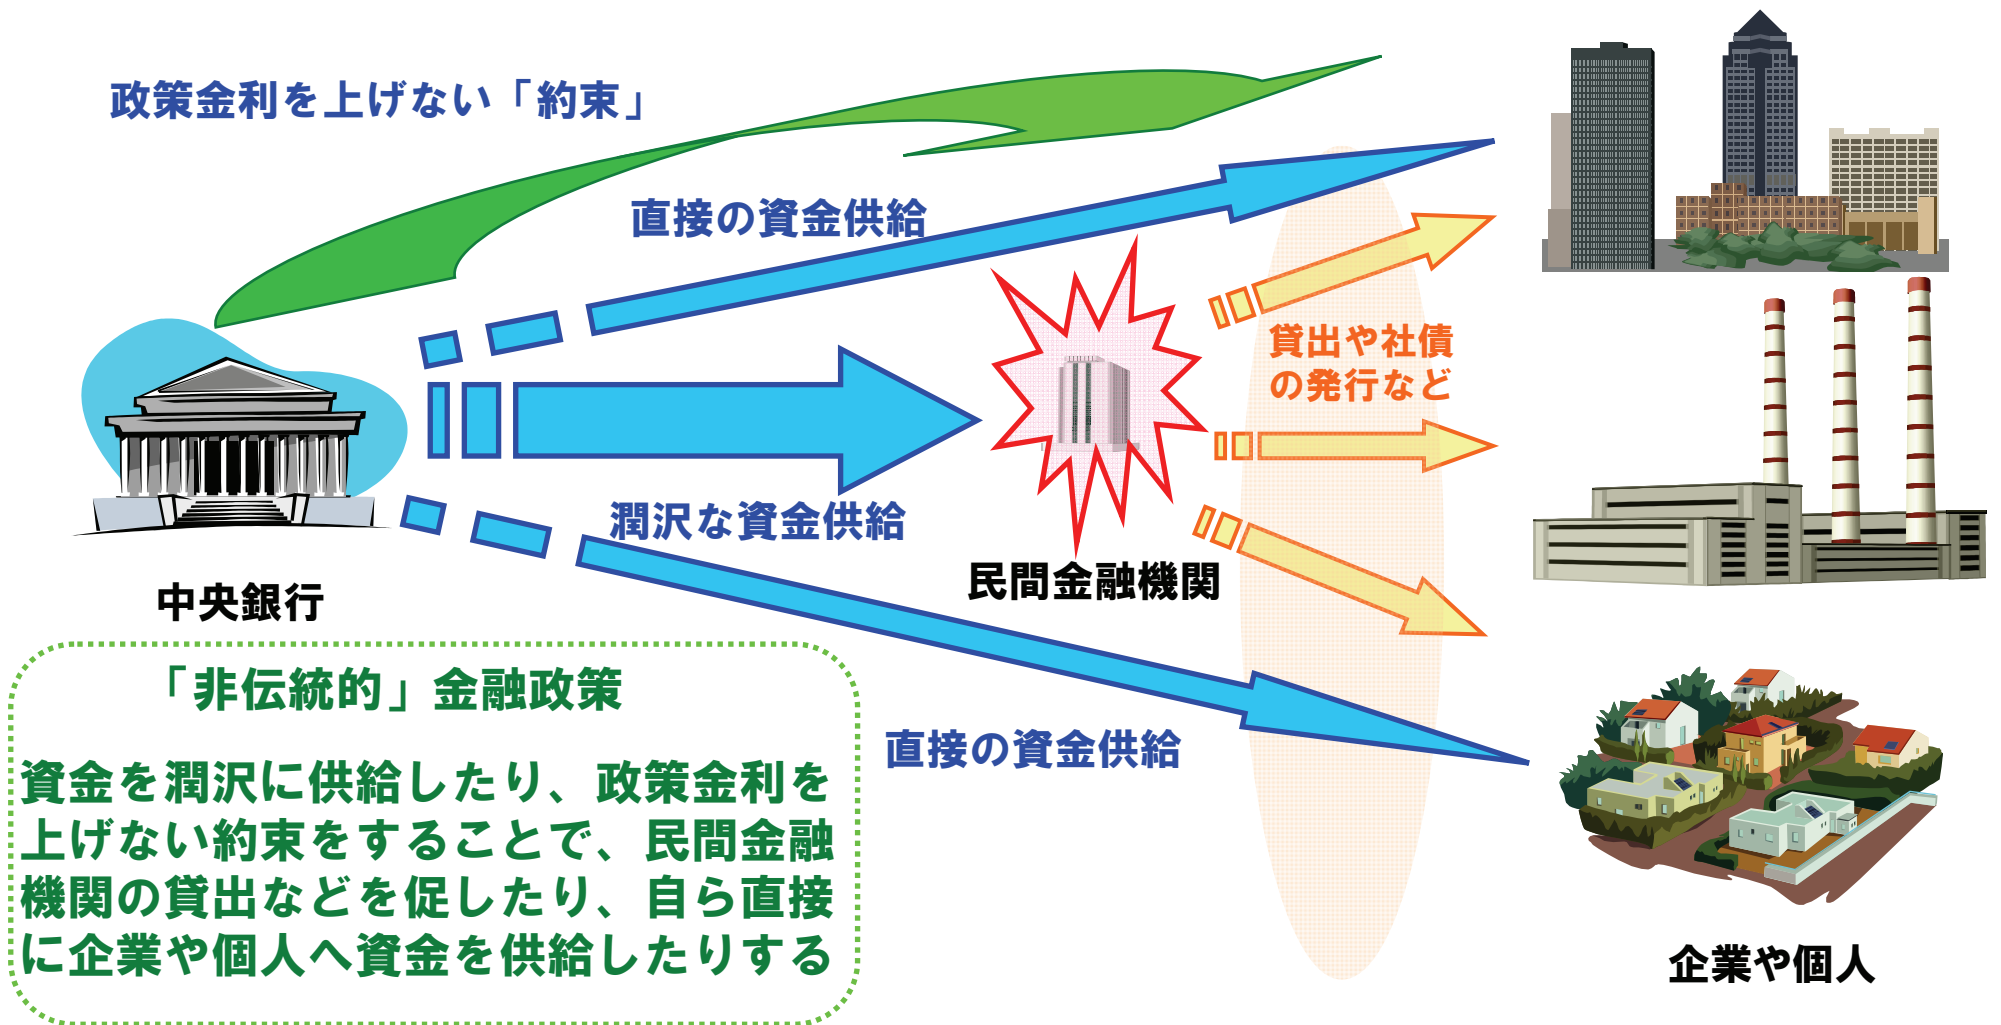 政策金利を上げない「約束」
直接の資金供給
貸出や社債
の発行など
潤沢な資金供給
民間金融機関
中央銀行
直接の資金供給
「非伝統的」金融政策
資金を潤沢に供給したり、政策金利を
上げない約束をすることで、民間金融
機関の貸出などを促したり、自ら直接
に企業や個人へ資金を供給したりする
企業や個人